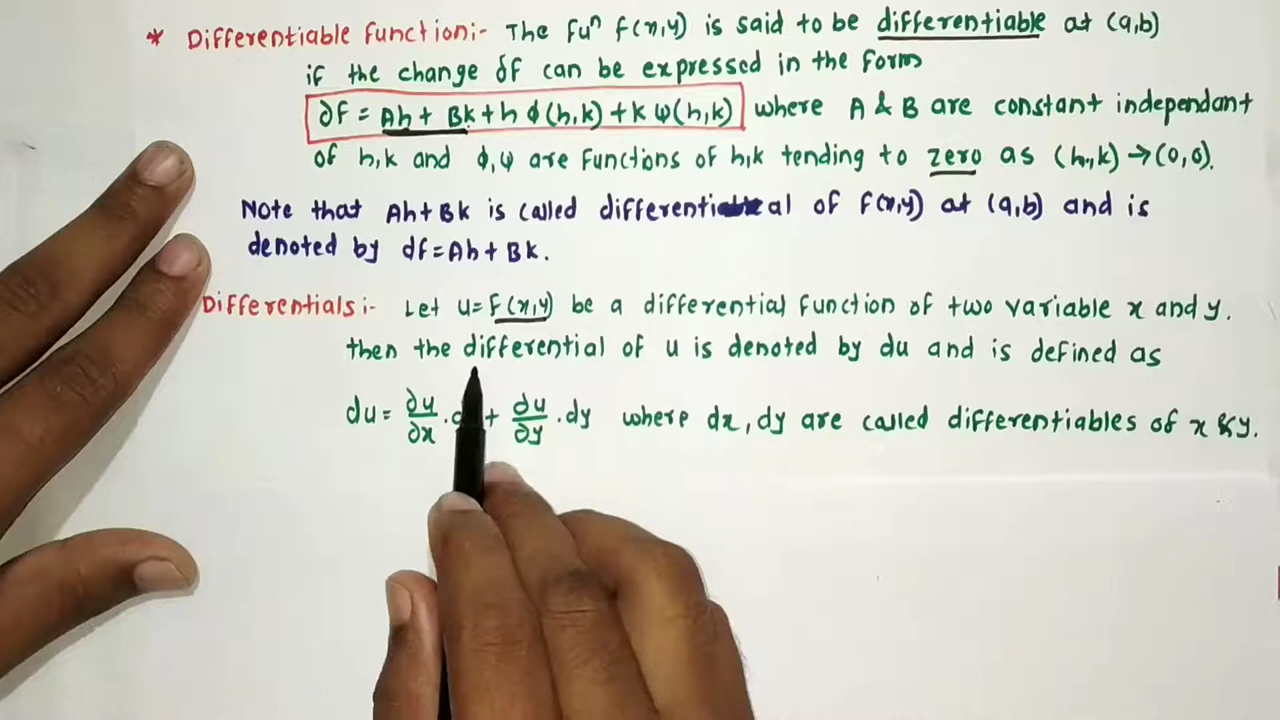 * Differentiable Function:- The Funⁿ f(x,y) is said to be differentiable at (a,b)
if the change δf can be expressed in the form
∂f = Ah + Bk + h ϕ(h,k) + k ψ(h,k) where A & B are constant independant
of h,k and ϕ,ψ are functions of h,k tending to zero as (h,k) → (0,0).
Note that Ah+Bk is called differential of f(x,y) at (a,b) and is
denoted by df = Ah + Bk.
Differentials:- Let u = f(x,y) be a differential function of two variable x and y.
then the differential of u is denoted by du and is defined as
du = ∂u/∂x . + ∂u/∂y . dy where dx, dy are called differentiables of x & y.